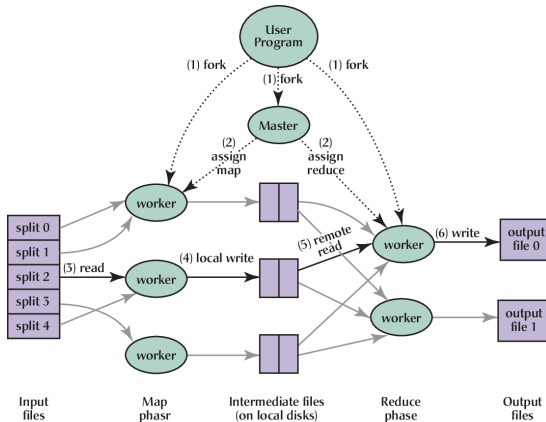 User
Program
(1) fork
(1) fork
(1) fork
Master
(2)
assign
map
(2)
assign
reduce
worker
split 0
split 1
split 2
split 3
split 4
(3) read
worker
(4) local write
(5) remote
read
worker
(6) write
output
file 0
worker
worker
output
file 1
Input
files
Map
phasr
Intermediate files
(on local disks)
Reduce
phase
Output
files